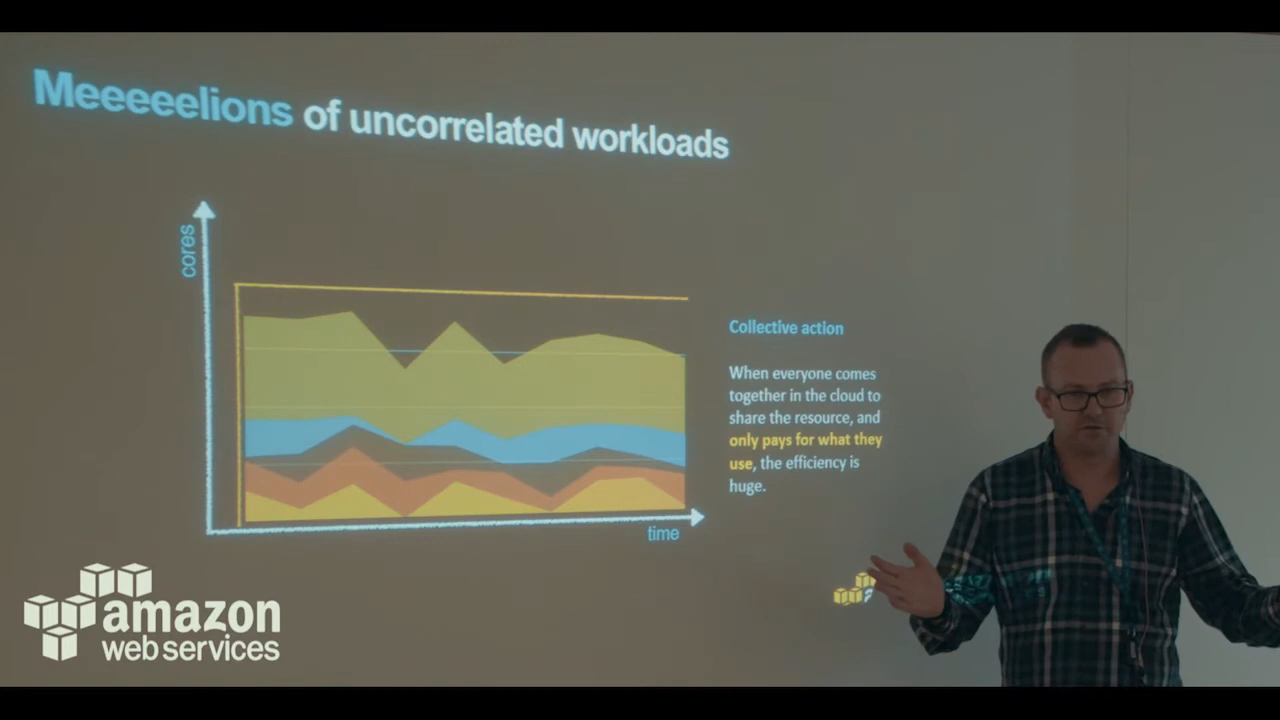 Meeeeelions of uncorrelated workloads
cores
Collective action
When everyone comes
together in the cloud to
share the resource, and
only pays for what they
use, the efficiency is
huge.
time
amazon
web services